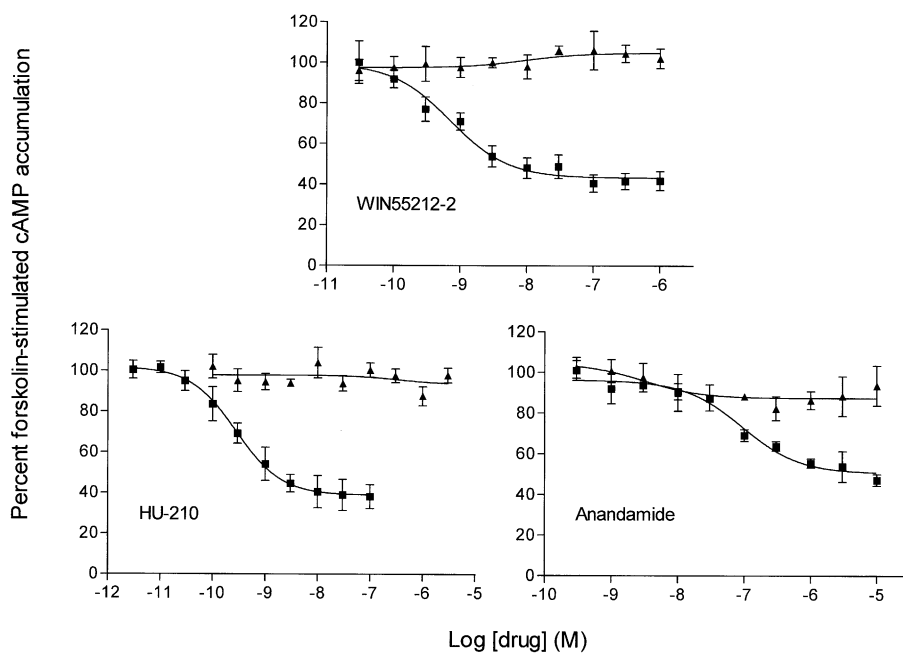 Percent forskolin-stimulated cAMP accumulation
120
100
80
60
40
20
0
WIN55212-2
-11 -10 -9 -8 -7 -6
120
100
80
60
40
20
0
HU-210
-12 -11 -10 -9 -8 -7 -6 -5
120
100
80
60
40
20
0
Anandamide
-10 -9 -8 -7 -6 -5
Log [drug] (M)